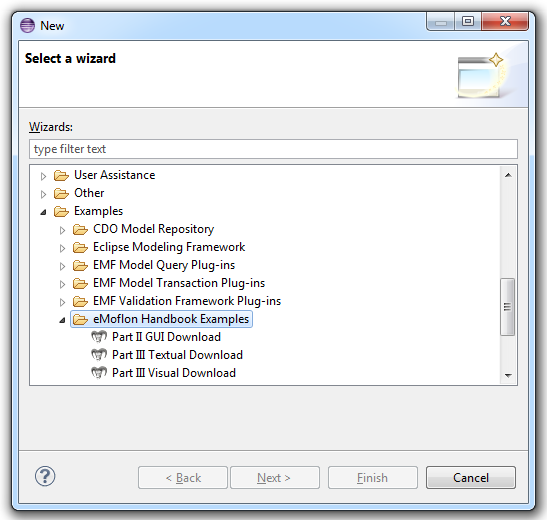 New
Select a wizard
Wizards:
type filter text
User Assistance
Other
Examples
CDO Model Repository
Eclipse Modeling Framework
EMF Model Query Plug-ins
EMF Model Transaction Plug-ins
EMF Validation Framework Plug-ins
eMoflon Handbook Examples
Part II GUI Download
Part III Textual Download
Part III Visual Download
?
< Back
Next >
Finish
Cancel